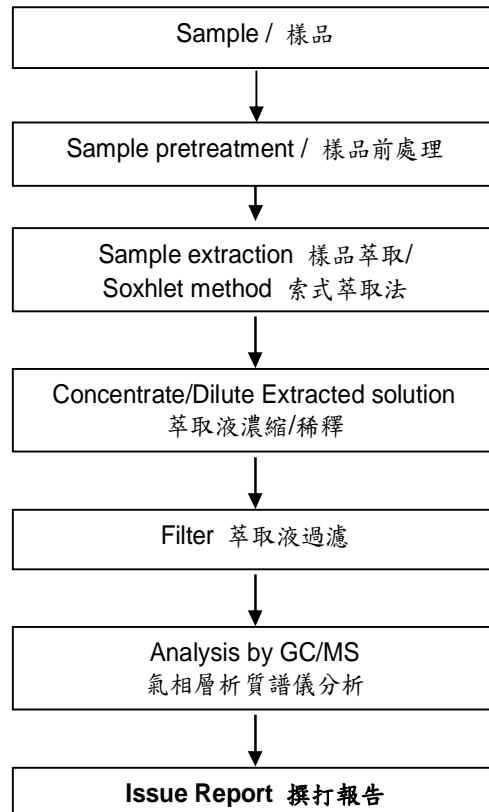 Sample / 樣品
Sample pretreatment / 樣品前處理
Sample extraction 樣品萃取/
Soxhlet method 索式萃取法
Concentrate/Dilute Extracted solution
萃取液濃縮/稀釋
Filter 萃取液過濾
Analysis by GC/MS
氣相層析質譜儀分析
Issue Report 撰打報告